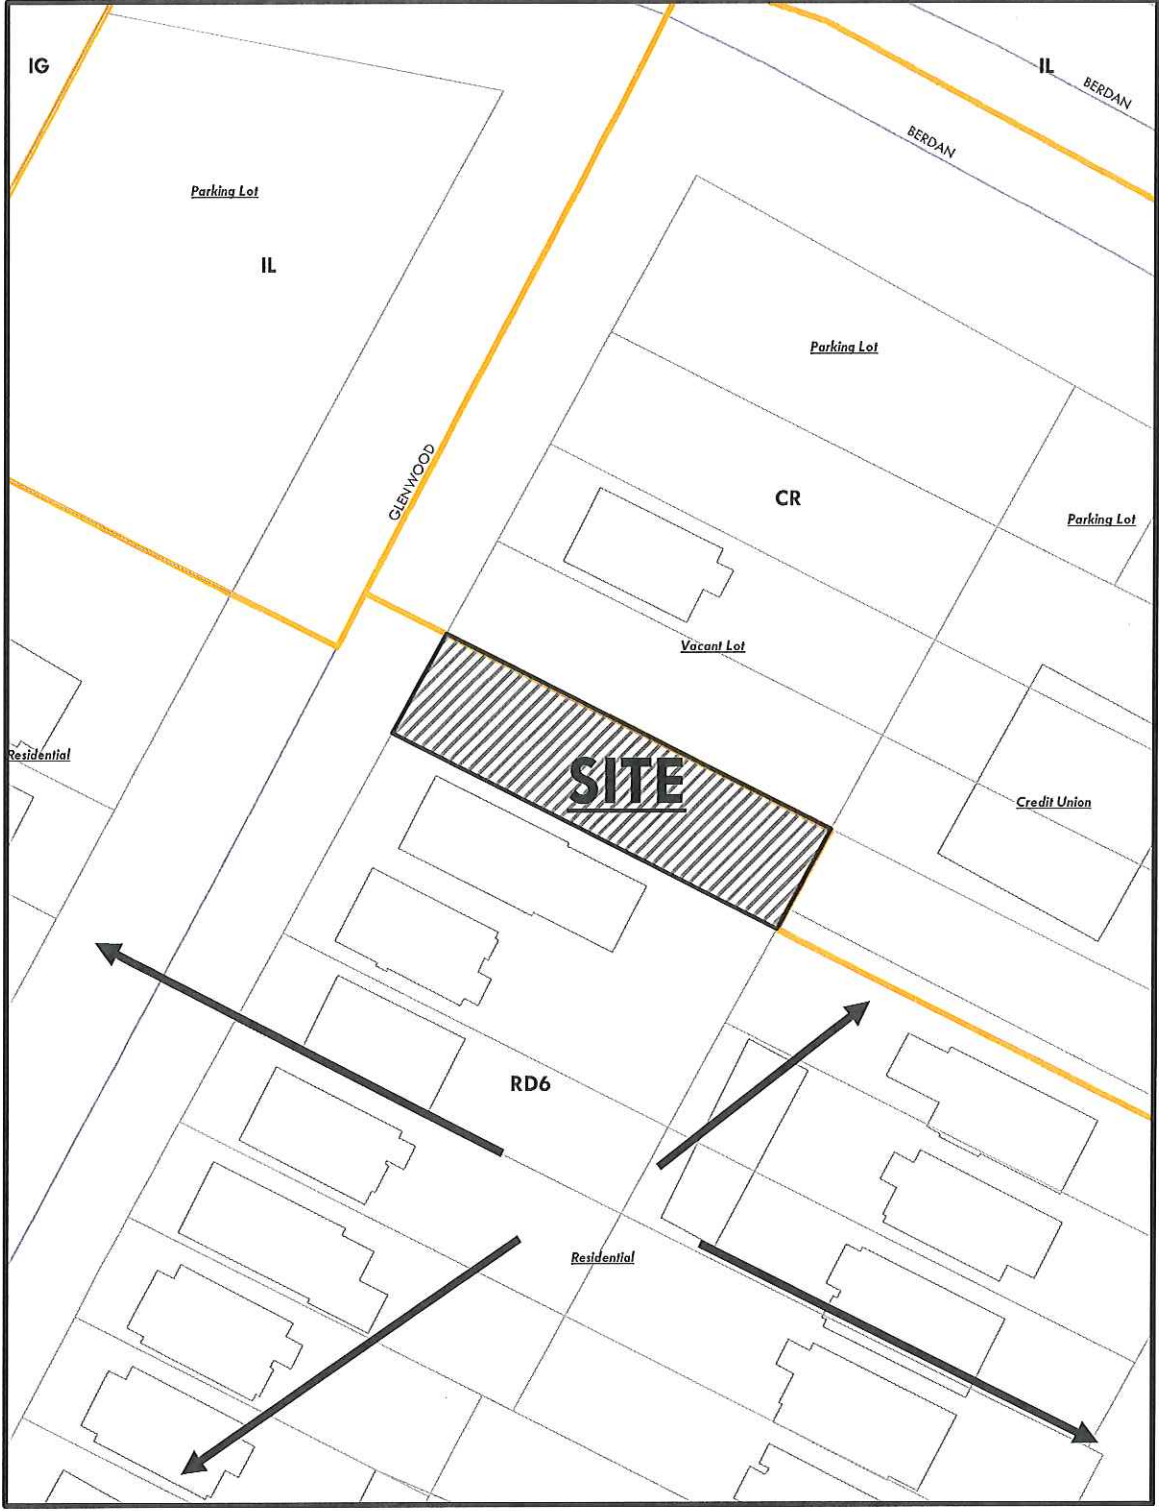 IG
IL
BERDAN
BERDAN
Parking Lot
IL
Parking Lot
GLENWOOD
CR
Parking Lot
Vacant Lot
Residential
SITE
Credit Union
RD6
Residential